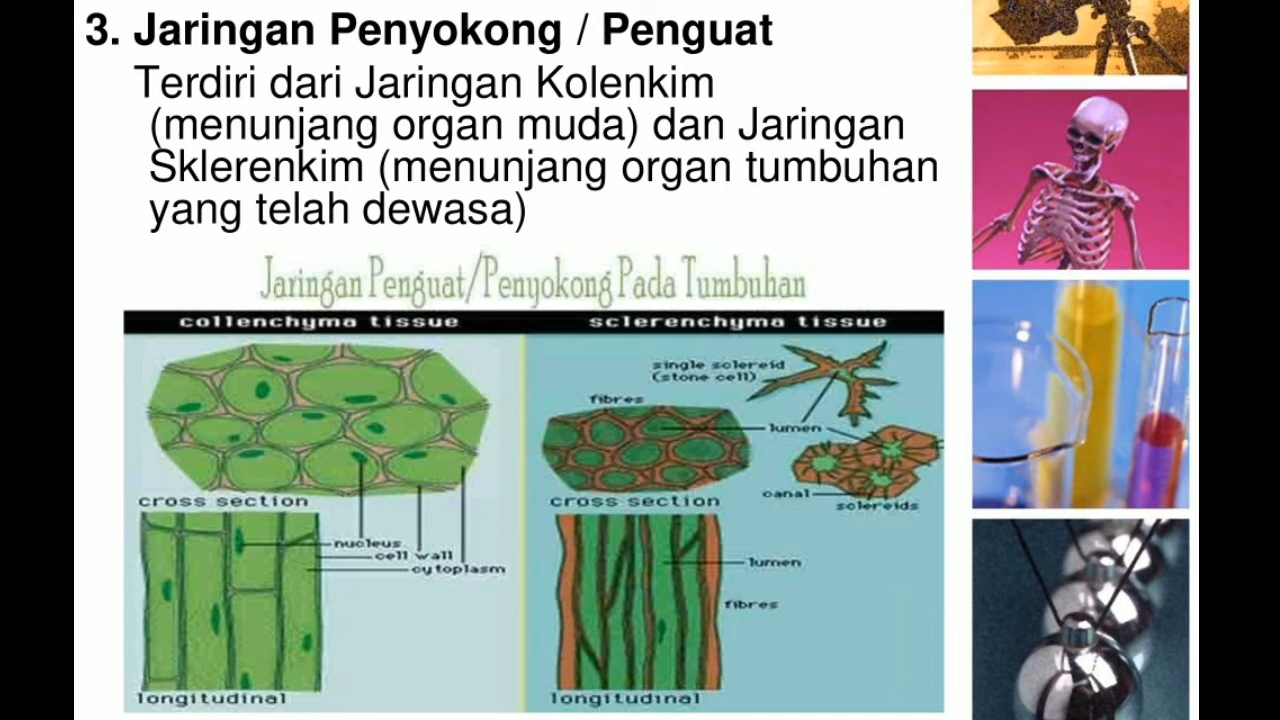 3. Jaringan Penyokong / Penguat
Terdiri dari Jaringan Kolenkim
(menunjang organ muda) dan Jaringan
Sklerenkim (menunjang organ tumbuhan
yang telah dewasa)
Jaringan Penguat/Penyokong Pada Tumbuhan
collenchyma tissue
sclerenchyma tissue
single sclereid
(stone cell)
fibres
lumen
canal
sclereids
cross section
cross section
nucleus
cell wall
cytoplasm
lumen
fibres
longitudinal
longitudinal